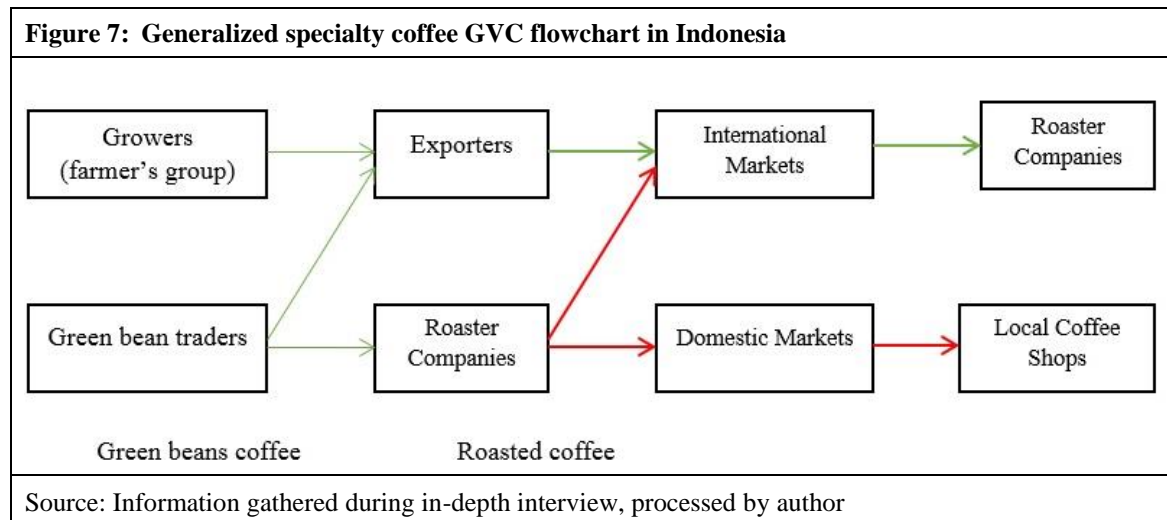 Figure 7: Generalized specialty coffee GVC flowchart in Indonesia
Growers
(farmer's group)
Exporters
International
Markets
Roaster
Companies
Green bean traders
Roaster
Companies
Domestic Markets
Local Coffee
Shops
Green beans coffee
Roasted coffee
Source: Information gathered during in-depth interview, processed by author